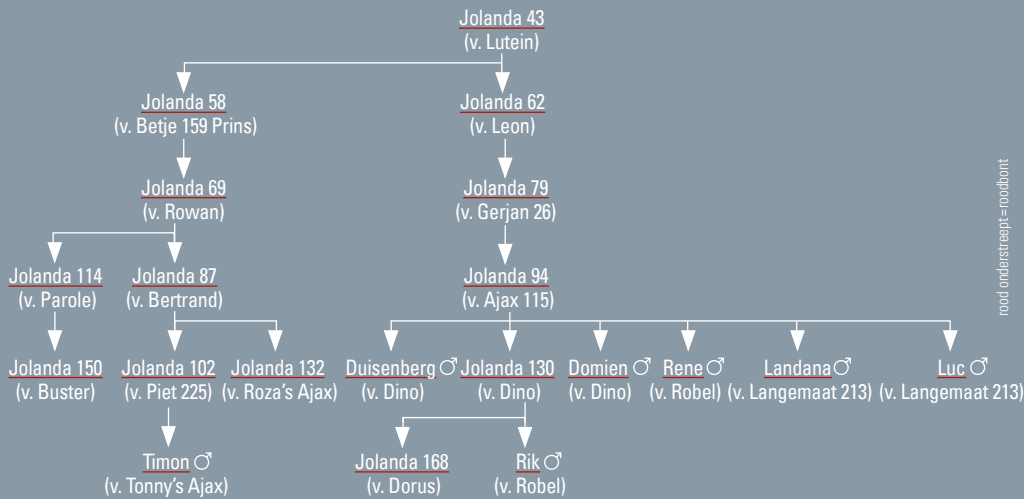 Jolanda 43
(v. Lutein)
Jolanda 58
(v. Betje 159 Prins)
Jolanda 62
(v. Leon)
Jolanda 69
(v. Rowan)
Jolanda 79
(v. Gerjan 26)
Jolanda 114
(v. Parole)
Jolanda 87
(v. Bertrand)
Jolanda 94
(v. Ajax 115)
Jolanda 150
(v. Buster)
Jolanda 102
(v. Piet 225)
Jolanda 132
(v. Roza's Ajax)
Duisenberg ♂
(v. Dino)
Jolanda 130
(v. Dino)
Domien ♂
(v. Dino)
Rene ♂
(v. Robel)
Landana ♂
(v. Langemaat 213)
Luc ♂
(v. Langemaat 213)
Timon ♂
(v. Tonny's Ajax)
Jolanda 168
(v. Dorus)
Rik ♂
(v. Robel)
rood onderstreept=roodbont